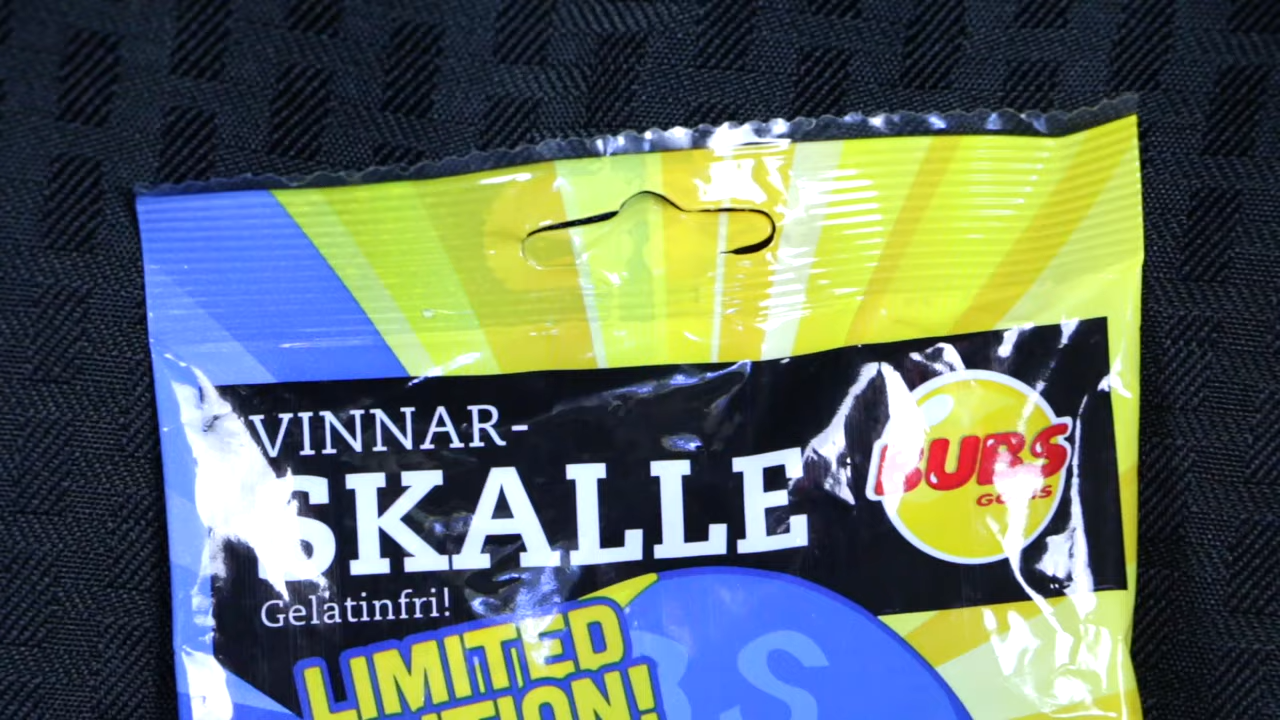 VINNAR-
SKALLE
BUBS
GODIS
Gelatinfri!
LIMITED